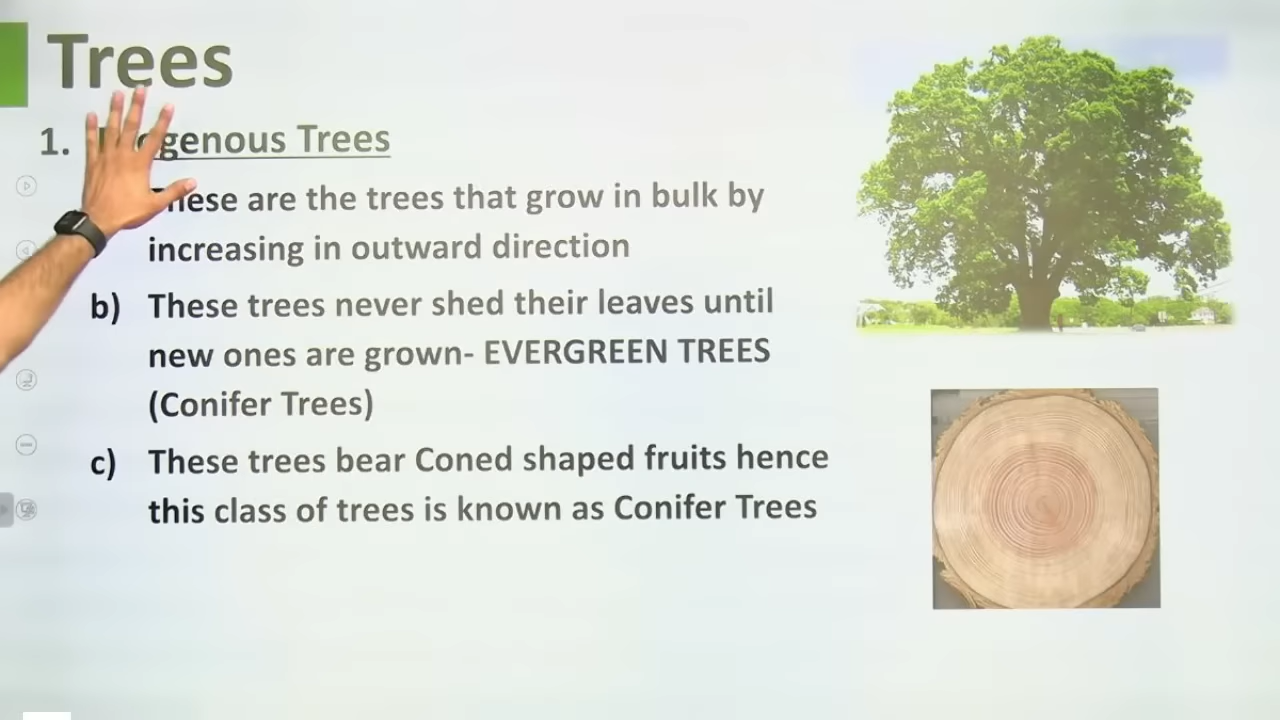 Trees
1. genous Trees
These are the trees that grow in bulk by
increasing in outward direction
b) These trees never shed their leaves until
new ones are grown- EVERGREEN TREES
(Conifer Trees)
c) These trees bear Coned shaped fruits hence
this class of trees is known as Conifer Trees